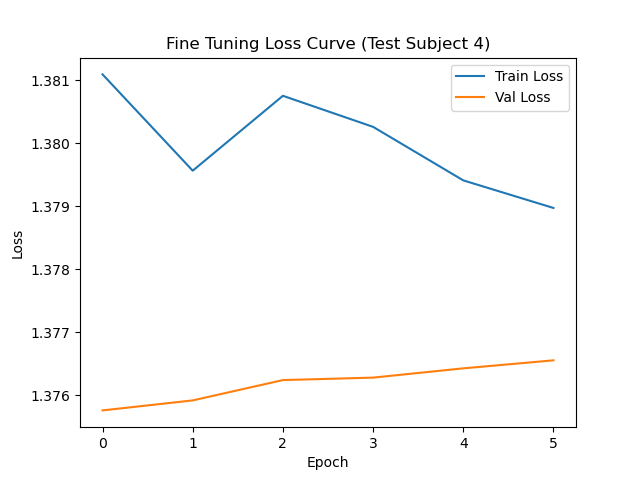 Fine Tuning Loss Curve (Test Subject 4)
Train Loss
Val Loss
1.381
1.380
1.379
1.378
1.377
1.376
Loss
0 1 2 3 4 5
Epoch